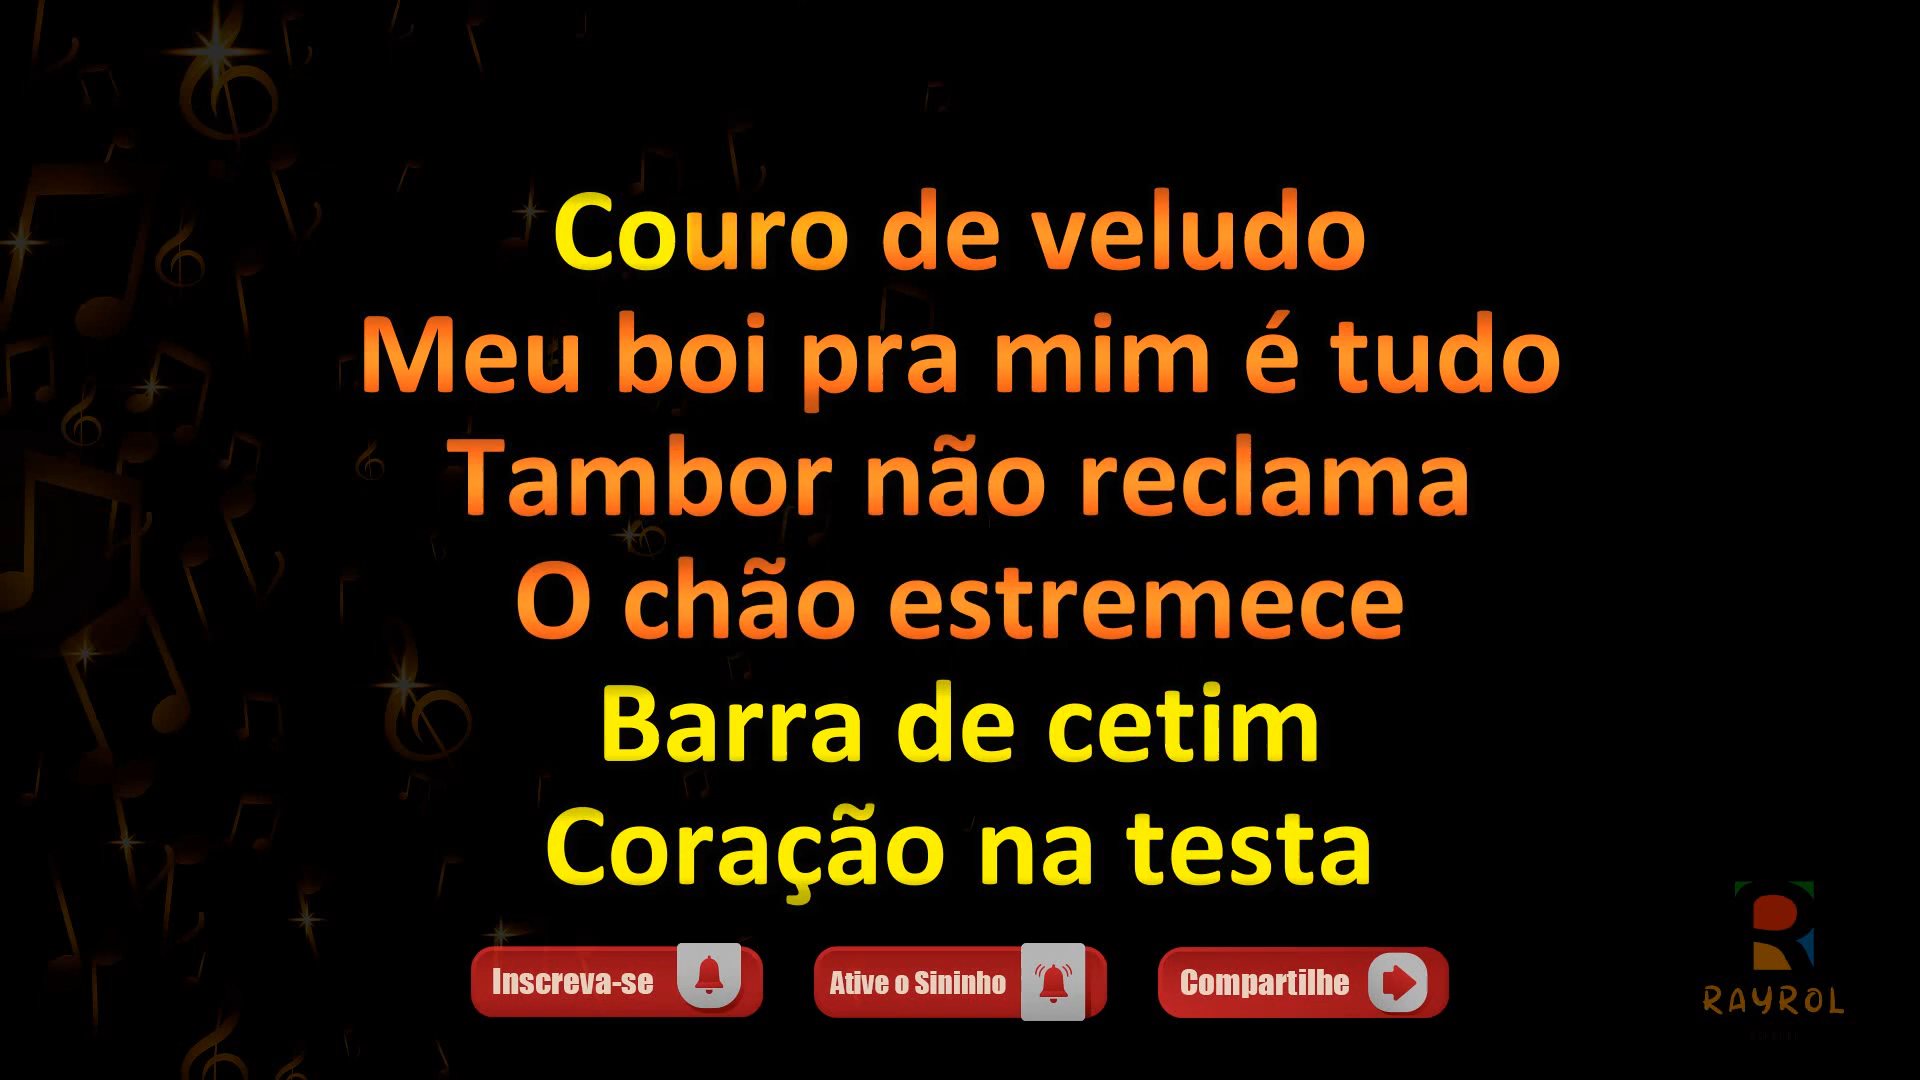 Couro de veludo
Meu boi pra mim é tudo
Tambor não reclama
O chão estremece
Barra de cetim
Coração na testa
Inscreva-se
Ative o Sininho
Compartilhe
RAYROL